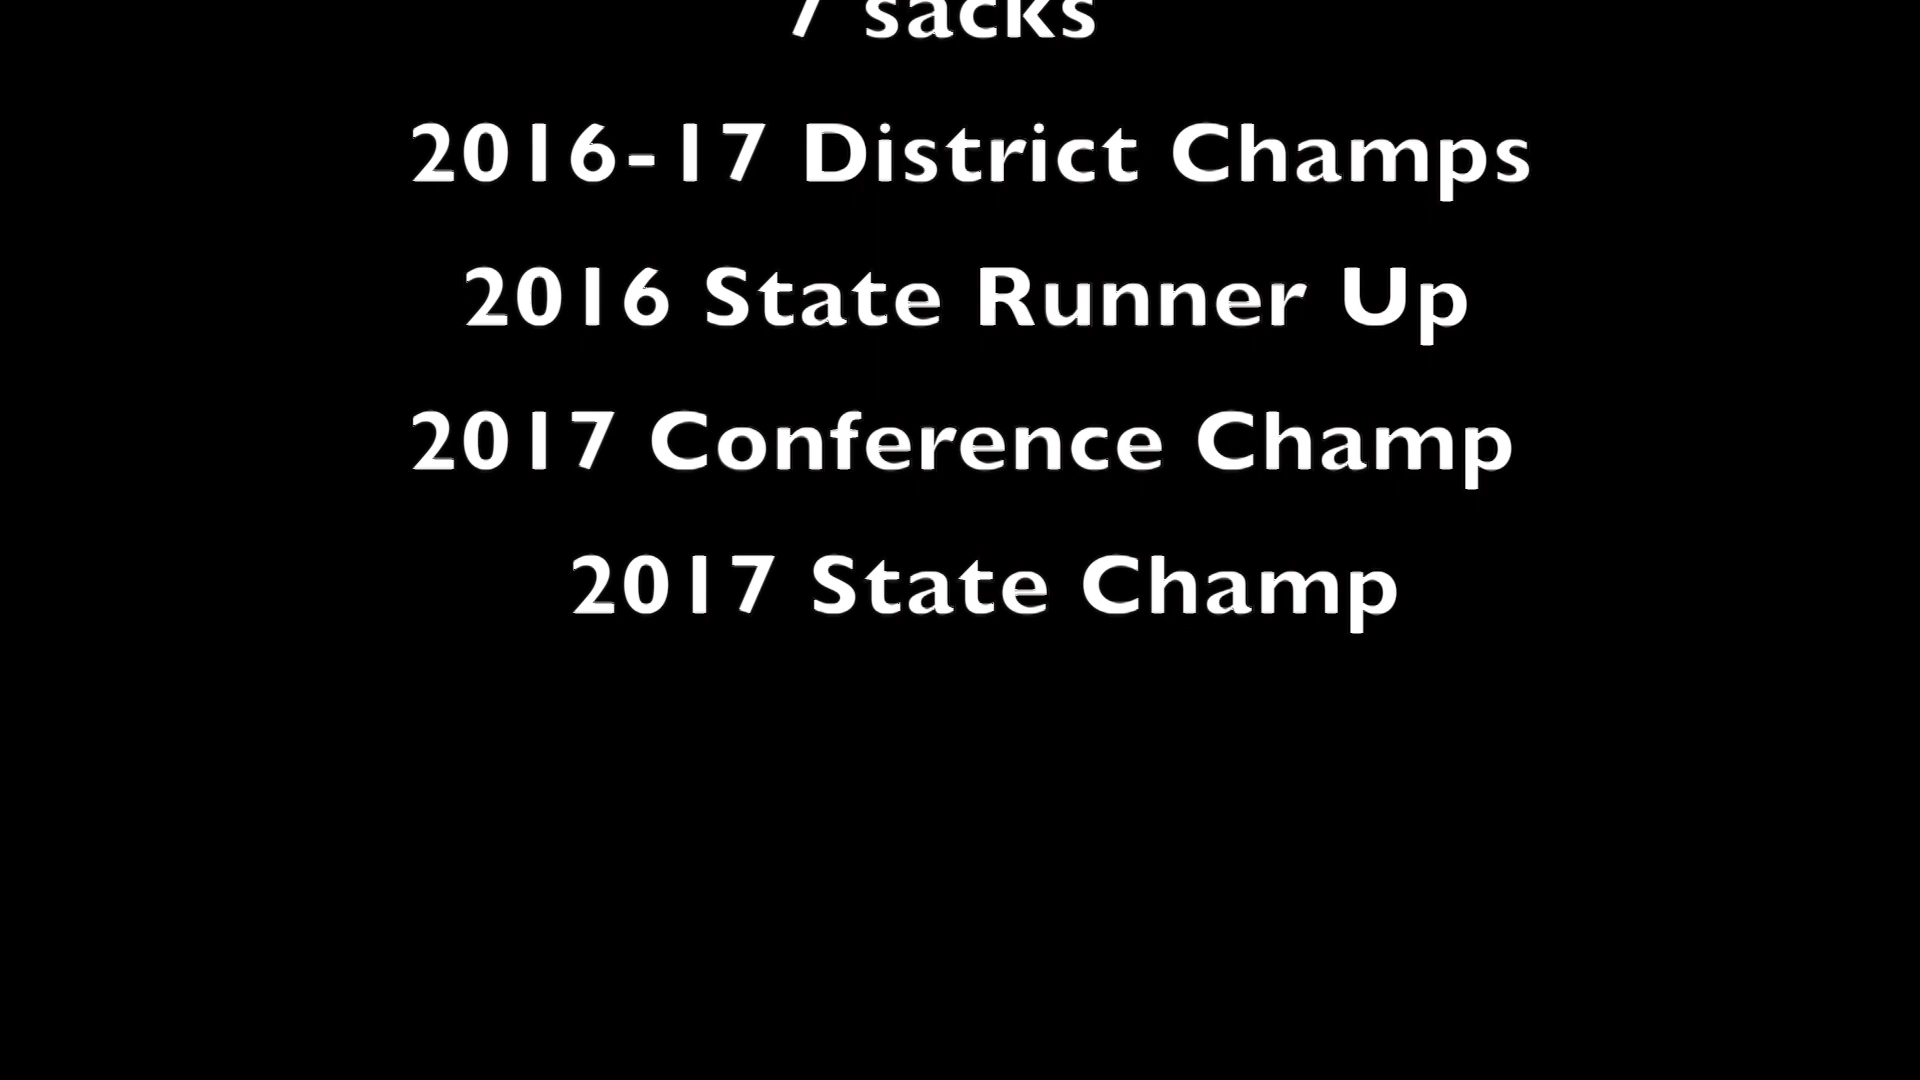 7 sacks
2016-17 District Champs
2016 State Runner Up
2017 Conference Champ
2017 State Champ